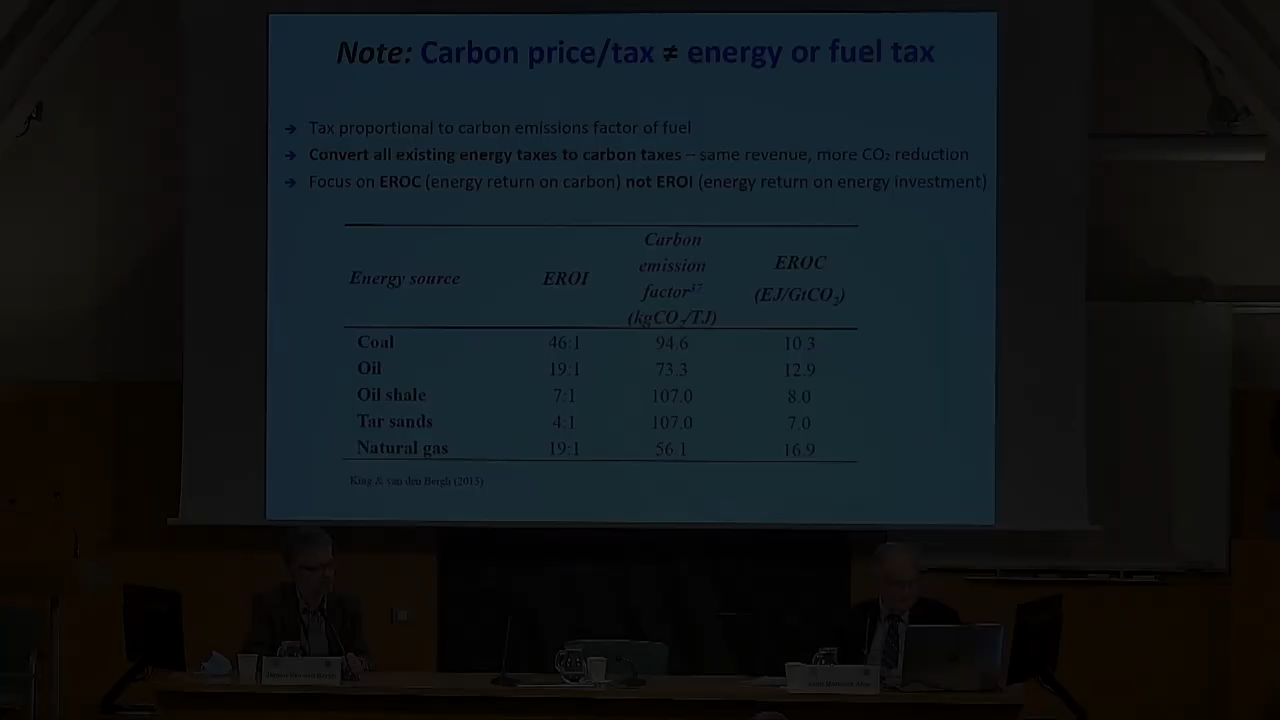 Note: Carbon price/tax ≠ energy or fuel tax
→ Tax proportional to carbon emissions factor of fuel
→ Convert all existing energy taxes to carbon taxes – same revenue, more CO₂ reduction
→ Focus on EROC (energy return on carbon) not EROI (energy return on energy investment)
Energy source EROI Carbon emission factor³⁷ (kgCO₂/TJ) EROC (EJ/GtCO₂)
Coal 46:1 94.6 10.3
Oil 19:1 73.3 12.9
Oil shale 7:1 107.0 8.0
Tar sands 4:1 107.0 7.0
Natural gas 19:1 56.1 16.9
King & van den Bergh (2015)